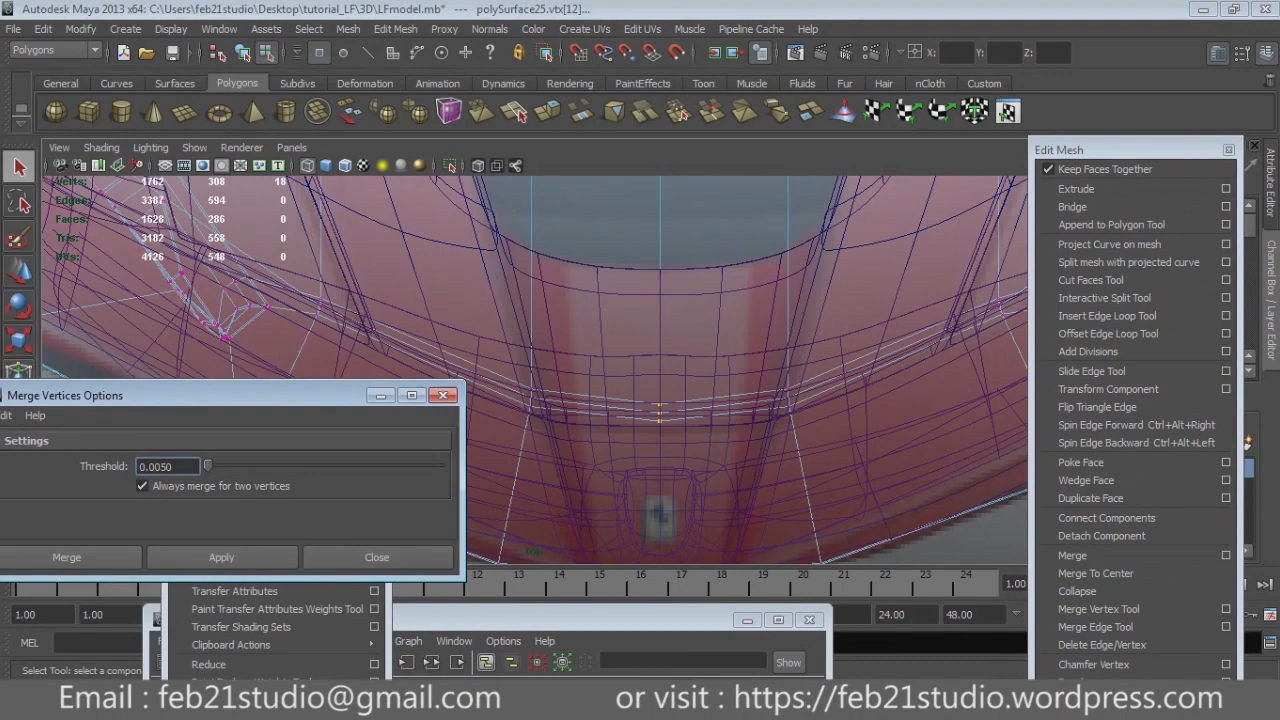 Autodesk Maya 2013 x64: C:\Users\feb21studio\Desktop\tutorial_LF\3D\LFmodel.mb* --- polySurface25.vtx[12]...
File Edit Modify Create Display Window Assets Select Mesh Edit Mesh Proxy Normals Color Create UVs Edit UVs Muscle Pipeline Cache Help
Polygons X: Y: Z:
General Curves Surfaces Polygons Subdivs Deformation Animation Dynamics Rendering PaintEffects Toon Muscle Fluids Fur Hair nCloth Custom
View Shading Lighting Show Renderer Panels
Verts: 1762 308 18
Edges: 3387 594 0
Faces: 1628 286 0
Tris: 3182 558 0
UVs: 4126 548 0
top
Edit Mesh
Keep Faces Together
Extrude
Bridge
Append to Polygon Tool
Project Curve on mesh
Split mesh with projected curve
Cut Faces Tool
Interactive Split Tool
Insert Edge Loop Tool
Offset Edge Loop Tool
Add Divisions
Slide Edge Tool
Transform Component
Flip Triangle Edge
Spin Edge Forward Ctrl+Alt+Right
Spin Edge Backward Ctrl+Alt+Left
Poke Face
Wedge Face
Duplicate Face
Connect Components
Detach Component
Merge
Merge To Center
Collapse
Merge Vertex Tool
Merge Edge Tool
Delete Edge/Vertex
Chamfer Vertex
Attribute Editor
Channel Box / Layer Editor
Merge Vertices Options
dit Help
Settings
Threshold: 0.0050
Always merge for two vertices
Merge Apply Close
12 13 14 15 16 17 18 19 20 21 22 23 24 1.00
1.00 1.00 24.00 48.00
MEL
Select Tool: select a compon
Transfer Attributes
Paint Transfer Attributes Weights Tool
Transfer Shading Sets
Clipboard Actions
Reduce
Graph Window Options Help
Show
Email : feb21studio@gmail.com or visit : https://feb21studio.wordpress.com